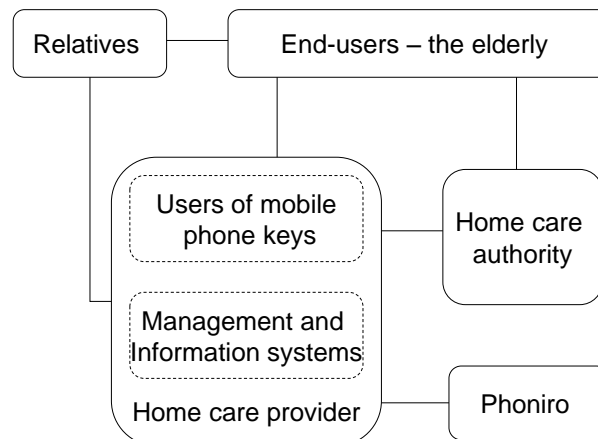 Relatives
End-users – the elderly
Users of mobile
phone keys
Home care
authority
Management and
Information systems
Home care provider
Phoniro